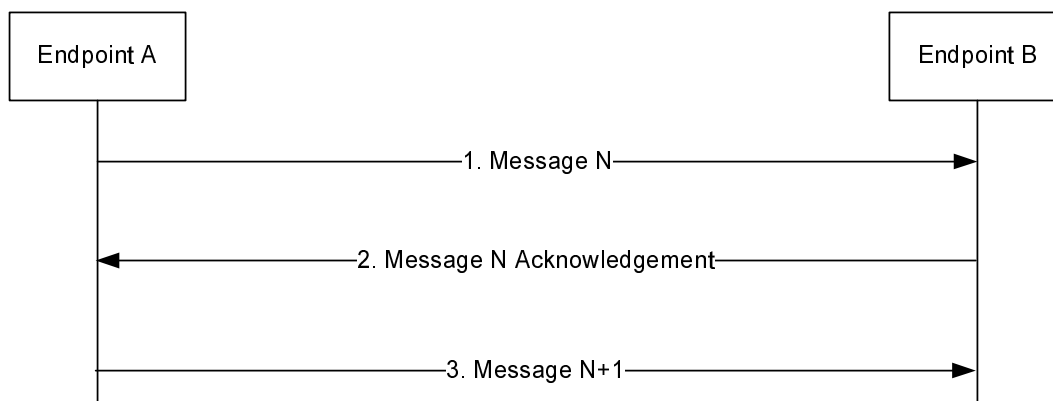 Endpoint A
Endpoint B
1. Message N
2. Message N Acknowledgement
3. Message N+1